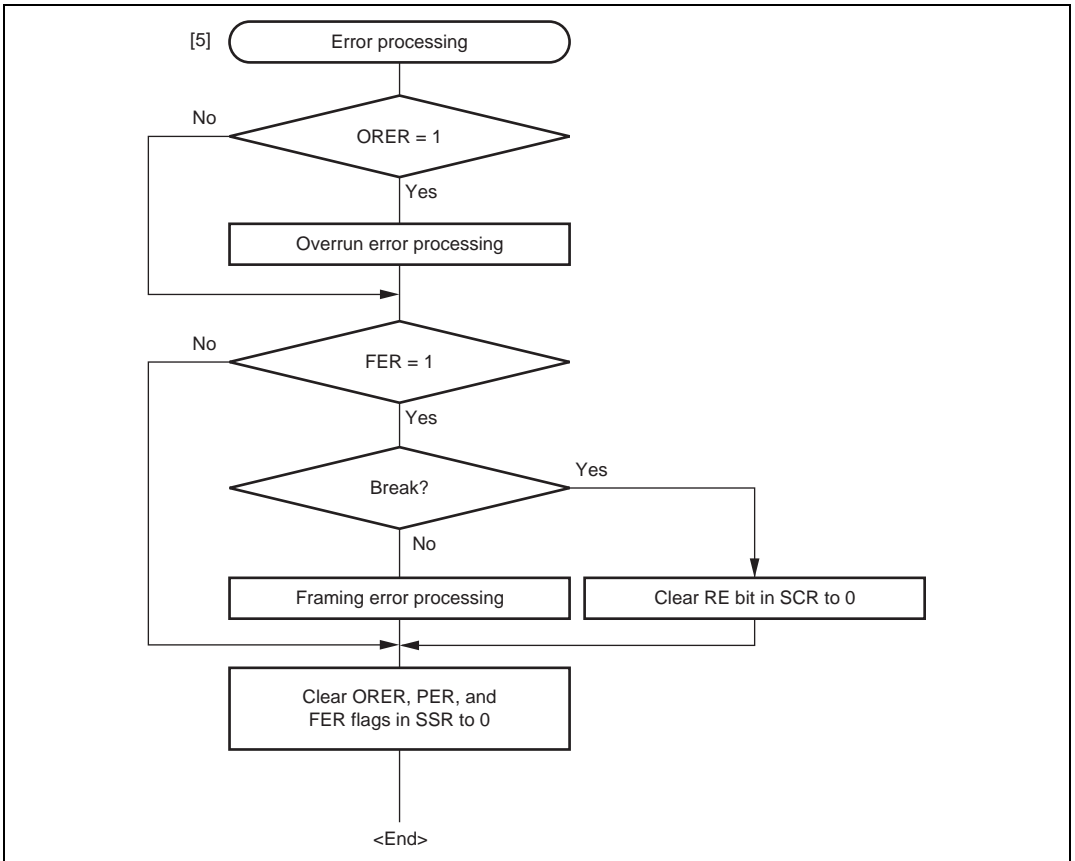 [5] Error processing
No
ORER = 1
Yes
Overrun error processing
No
FER = 1
Yes
Yes
Break?
No
Framing error processing
Clear RE bit in SCR to 0
Clear ORER, PER, and
FER flags in SSR to 0
<End>